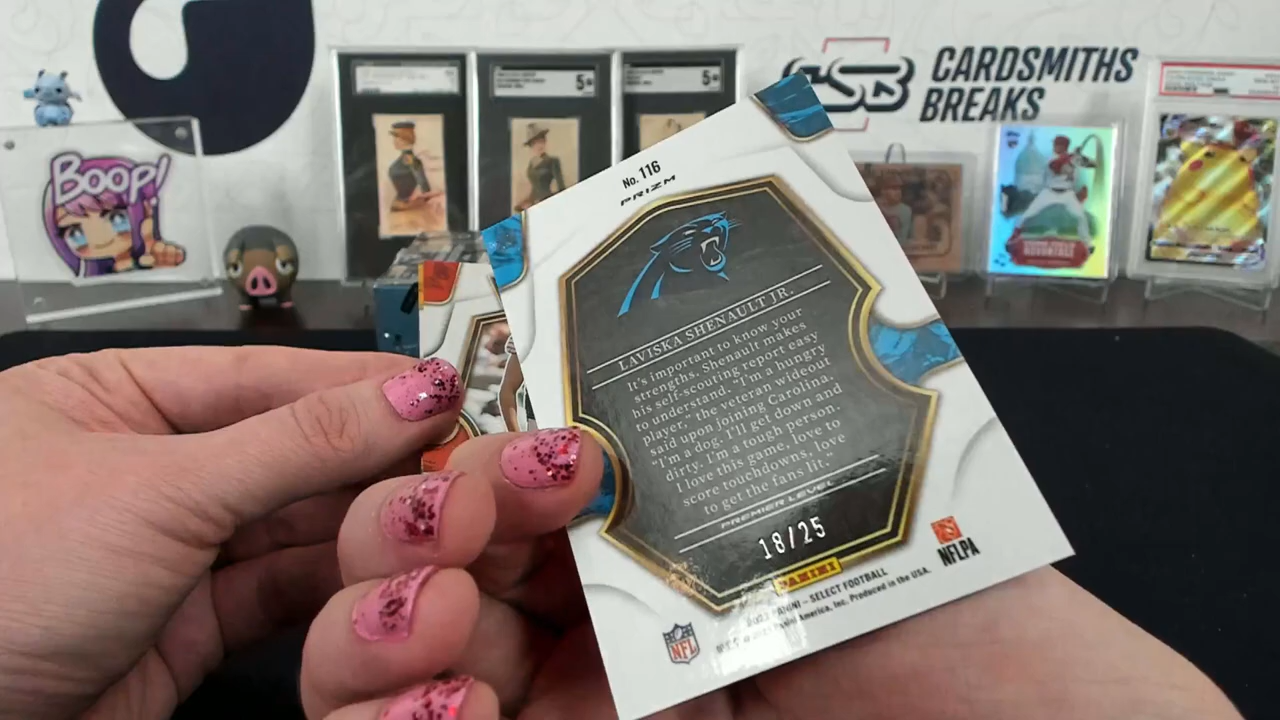 BOOP!
5
5
CSB
CARDSMITHS
BREAKS
No. 116
PRIZM
LAVISKA SHENAULT JR.
It's important to know your
strengths. Shenault makes
his self-scouting report easy
to understand. "I'm a hungry
player," the veteran wideout
said upon joining Carolina.
"I'm a dog. I'll get down and
dirty. I'm a tough person.
I love this game, love to
score touchdowns, love
to get the fans lit."
PREMIER LEVEL
18/25
PANINI
PANINI – SELECT FOOTBALL
Panini America, Inc. Produced in the USA.
NFL
NFLPA